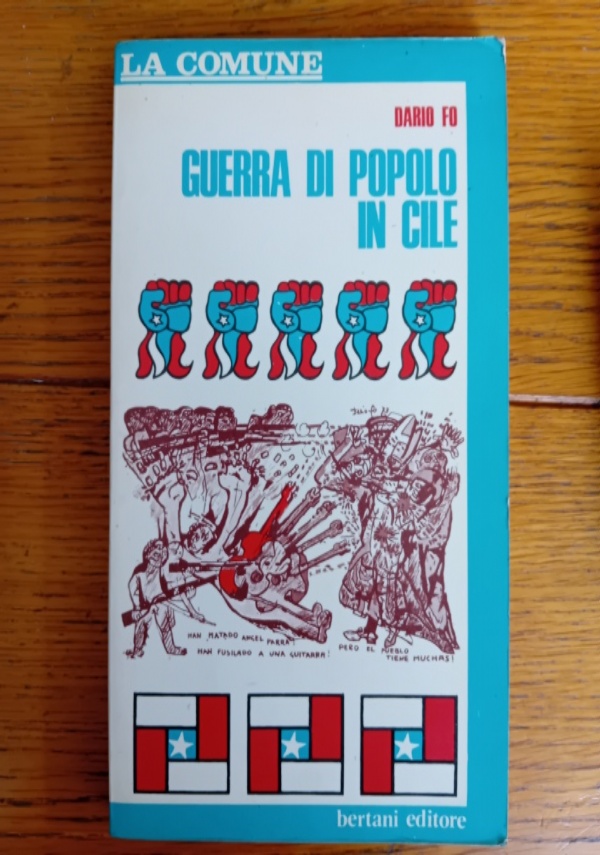 LA COMUNE
DARIO FO
GUERRA DI POPOLO
IN CILE
HAN MATADO ANGEL PARRA!
HAN FUSILADO A UNA GUITARRA!
PERO EL PUEBLO
TIENE MUCHAS!
bertani editore